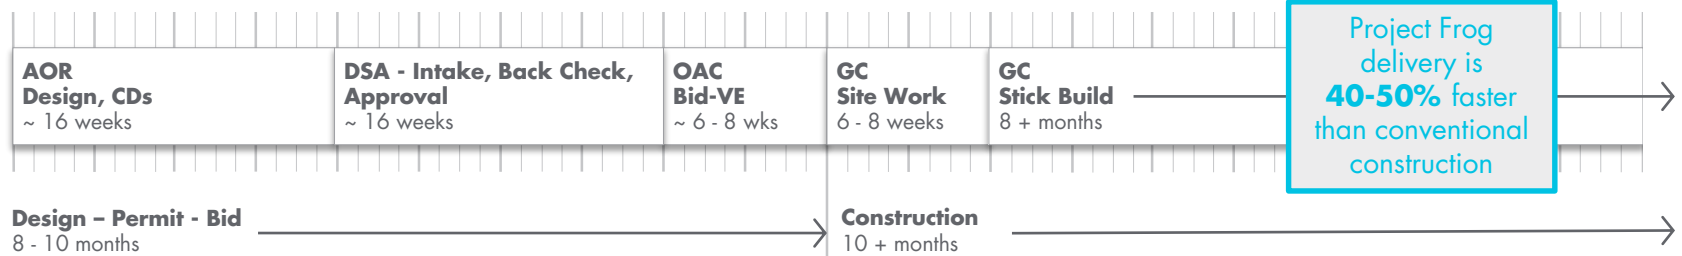 AOR
Design, CDs
~ 16 weeks
DSA - Intake, Back Check,
Approval
~ 16 weeks
OAC
Bid-VE
~ 6 - 8 wks
GC
Site Work
6 - 8 weeks
GC
Stick Build
8 + months
Project Frog
delivery is
40-50% faster
than conventional
construction
Design – Permit - Bid
8 - 10 months
Construction
10 + months